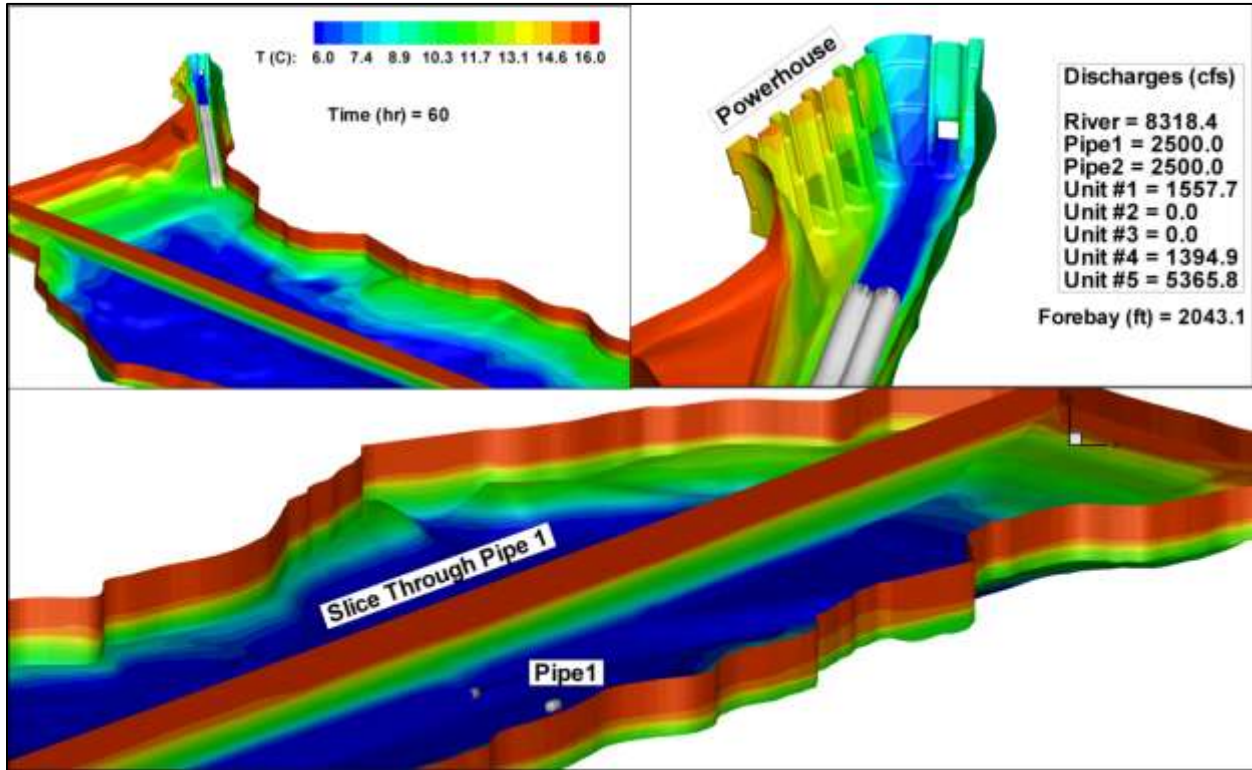 T (C): 6.0 7.4 8.9 10.3 11.7 13.1 14.6 16.0
Time (hr) = 60
Powerhouse
Discharges (cfs)
River = 8318.4
Pipe1 = 2500.0
Pipe2 = 2500.0
Unit #1 = 1557.7
Unit #2 = 0.0
Unit #3 = 0.0
Unit #4 = 1394.9
Unit #5 = 5365.8
Forebay (ft) = 2043.1
Slice Through Pipe 1
Pipe1